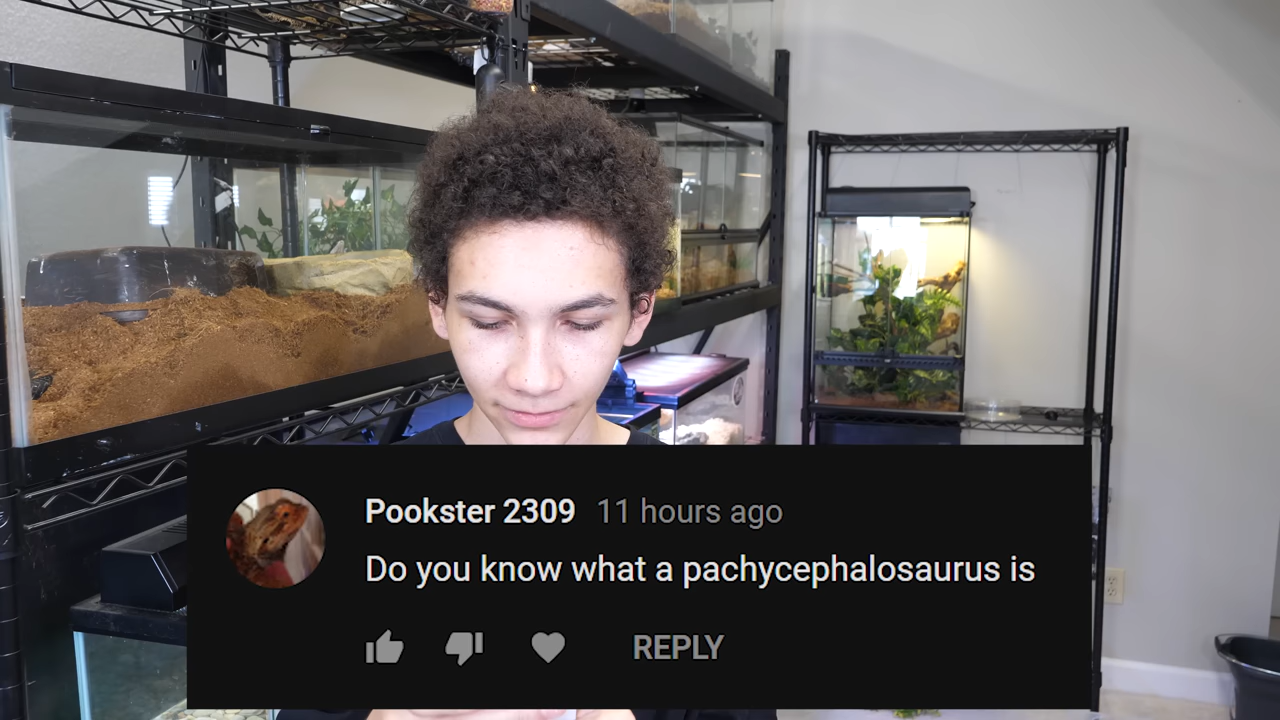 Pookster 2309 11 hours ago
Do you know what a pachycephalosaurus is
REPLY